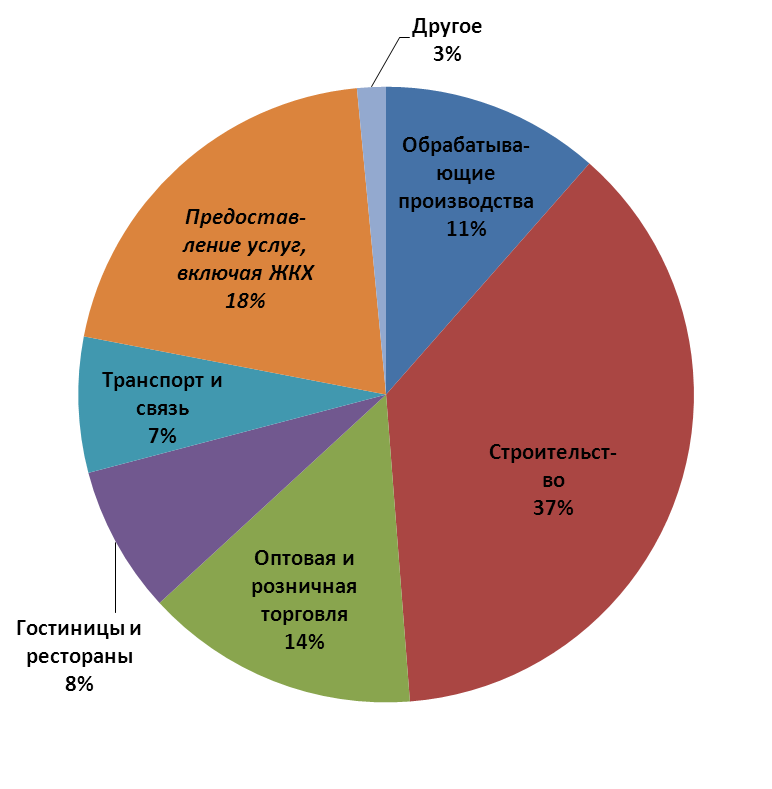 Другое
3%
Обрабатыва-
ющие
производства
11%
Строительст-
во
37%
Оптовая и
розничная
торговля
14%
Гостиницы и
рестораны
8%
Транспорт и
связь
7%
Предостав-
ление услуг,
включая ЖКХ
18%